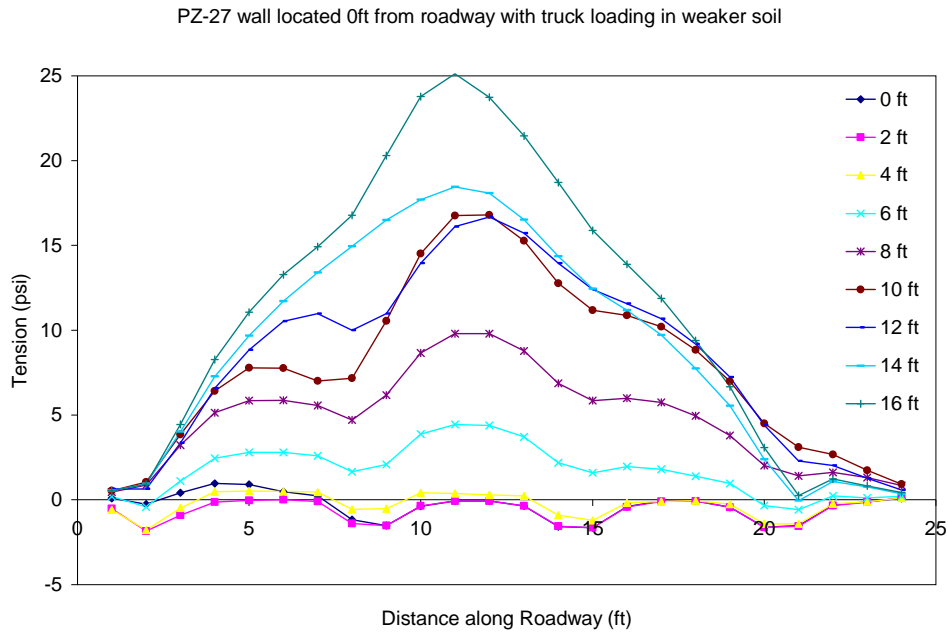 PZ-27 wall located 0ft from roadway with truck loading in weaker soil
25
20
15
10
5
0
-5
Tension (psi)
0
5
10
15
20
25
Distance along Roadway (ft)
0 ft
2 ft
4 ft
6 ft
8 ft
10 ft
12 ft
14 ft
16 ft